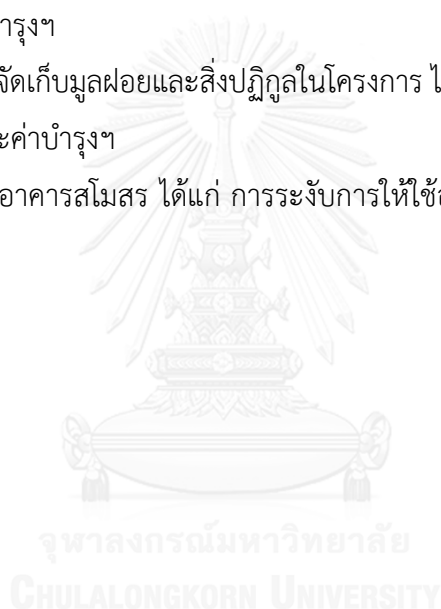 ารุงฯ
จัดเก็บมูลฝอยและสิ่งปฏิกูลในโครงการ ไ
ะค่าบำรุงฯ
อาคารสโมสร ได้แก่ การระงับการให้ใช้
จุฬาลงกรณ์มหาวิทยาลัย
CHULALONGKORN UNIVERSITY